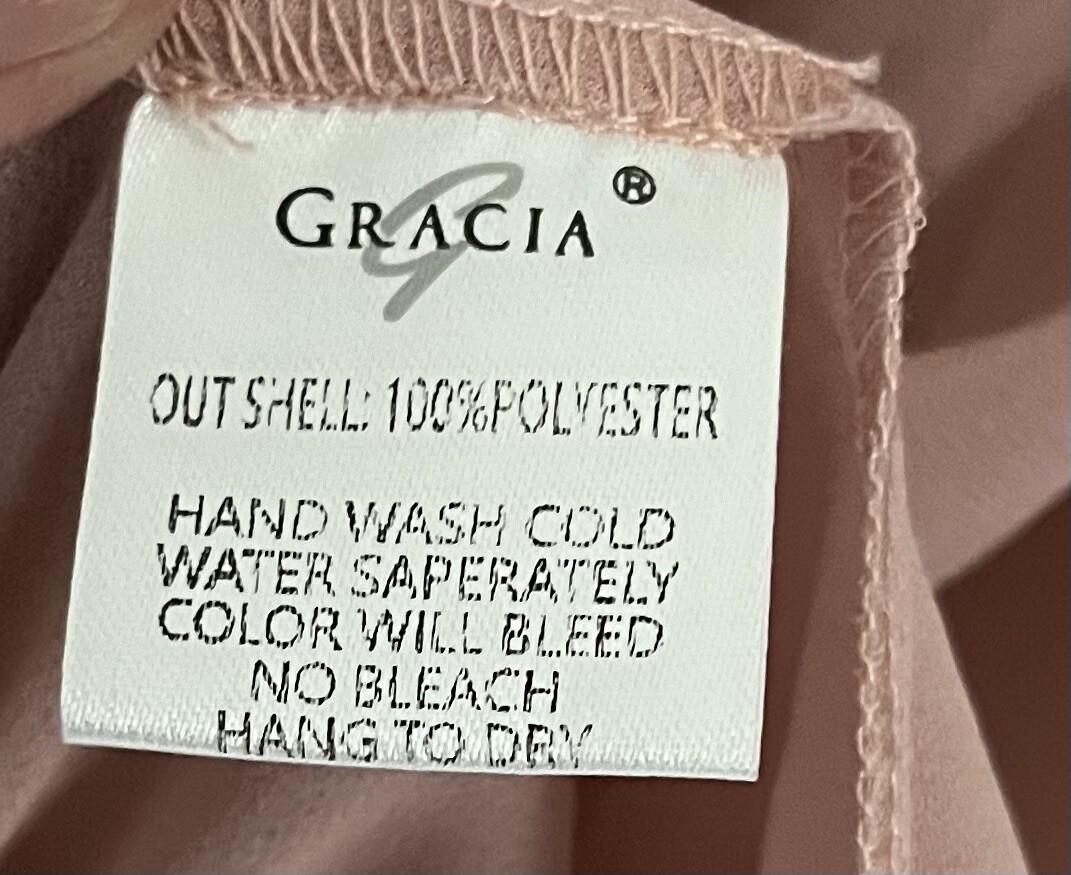 GRACIA®
OUT SHELL: 100%POLYESTER
HAND WASH COLD
WATER SAPERATELY
COLOR WILL BLEED
NO BLEACH
HANG TO DRY